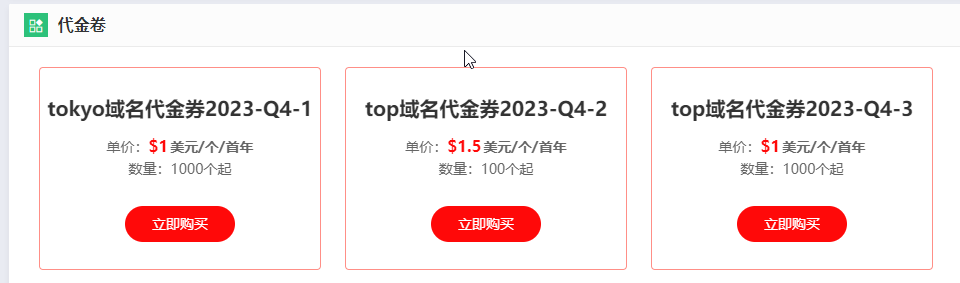 代金卷
tokyo域名代金券2023-Q4-1
单价：$1美元/个/首年
数量：1000个起
立即购买
top域名代金券2023-Q4-2
单价：$1.5美元/个/首年
数量：100个起
立即购买
top域名代金券2023-Q4-3
单价：$1美元/个/首年
数量：1000个起
立即购买